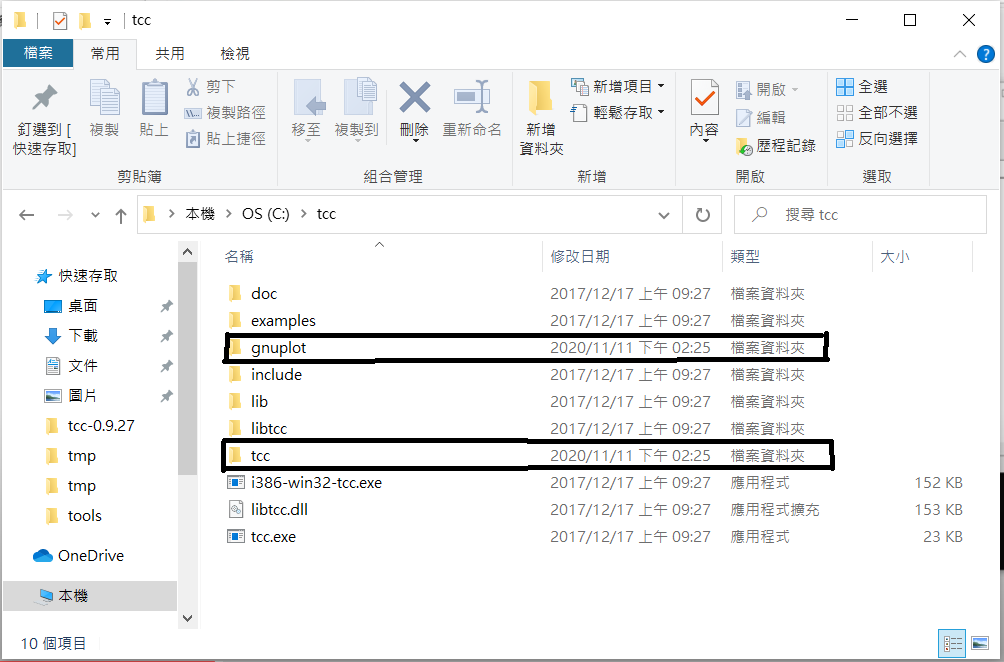 tcc
檔案 常用 共用 檢視
釘選到 [
快速存取]
複製
貼上
剪下
複製路徑
貼上捷徑
剪貼簿
移至
複製到
刪除
重新命名
組合管理
新增
資料夾
新增項目
輕鬆存取
新增
內容
開啟
編輯
歷程記錄
開啟
全選
全部不選
反向選擇
選取
本機 > OS (C:) > tcc
搜尋 tcc
快速存取
桌面
下載
文件
圖片
tcc-0.9.27
tmp
tmp
tools
OneDrive
本機
名稱 修改日期 類型 大小
doc 2017/12/17 上午 09:27 檔案資料夾
examples 2017/12/17 上午 09:27 檔案資料夾
gnuplot 2020/11/11 下午 02:25 檔案資料夾
include 2017/12/17 上午 09:27 檔案資料夾
lib 2017/12/17 上午 09:27 檔案資料夾
libtcc 2017/12/17 上午 09:27 檔案資料夾
tcc 2020/11/11 下午 02:25 檔案資料夾
i386-win32-tcc.exe 2017/12/17 上午 09:27 應用程式 152 KB
libtcc.dll 2017/12/17 上午 09:27 應用程式擴充 153 KB
tcc.exe 2017/12/17 上午 09:27 應用程式 23 KB
10 個項目